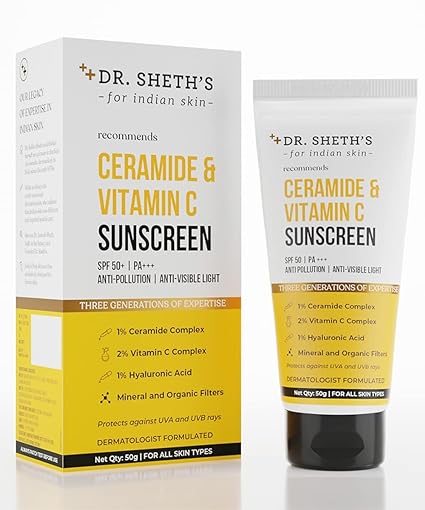 OUR LEGACY
OF EXPERTISE IN
INDIAN SKIN
DR. SHETH'S
-for indian skin-
recommends
CERAMIDE &
VITAMIN C
SUNSCREEN
SPF 50+ | PA+++
ANTI-POLLUTION | ANTI-VISIBLE LIGHT
THREE GENERATIONS OF EXPERTISE
1% Ceramide Complex
2% Vitamin C Complex
1% Hyaluronic Acid
Mineral and Organic Filters
Protects against UVA and UVB rays
DERMATOLOGIST FORMULATED
Net Qty: 50g | FOR ALL SKIN TYPES
DR. SHETH'S
-for indian skin-
recommends
CERAMIDE &
VITAMIN C
SUNSCREEN
SPF 50 | PA+++
ANTI POLLUTION | ANTI-VISIBLE LIGHT
THREE GENERATIONS OF EXPERTISE
1% Ceramide Complex
2% Vitamin C Complex
1% Hyaluronic Acid
Mineral and Organic Filters
Protects against UVA and UVB rays
DERMATOLOGIST FORMULATED
Net Qty: 50g | FOR ALL SKIN TYPES